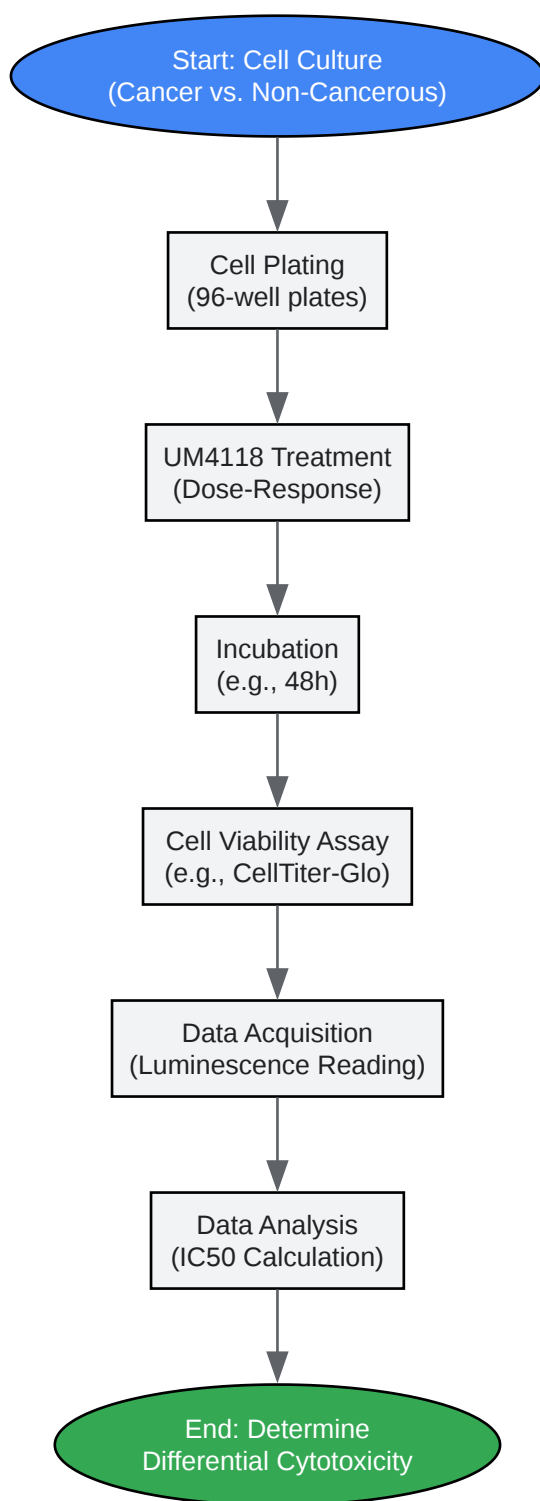 Start: Cell Culture
(Cancer vs. Non-Cancerous)
Cell Plating
(96-well plates)
UM4118 Treatment
(Dose-Response)
Incubation
(e.g., 48h)
Cell Viability Assay
(e.g., CellTiter-Glo)
Data Acquisition
(Luminescence Reading)
Data Analysis
(IC50 Calculation)
End: Determine
Differential Cytotoxicity